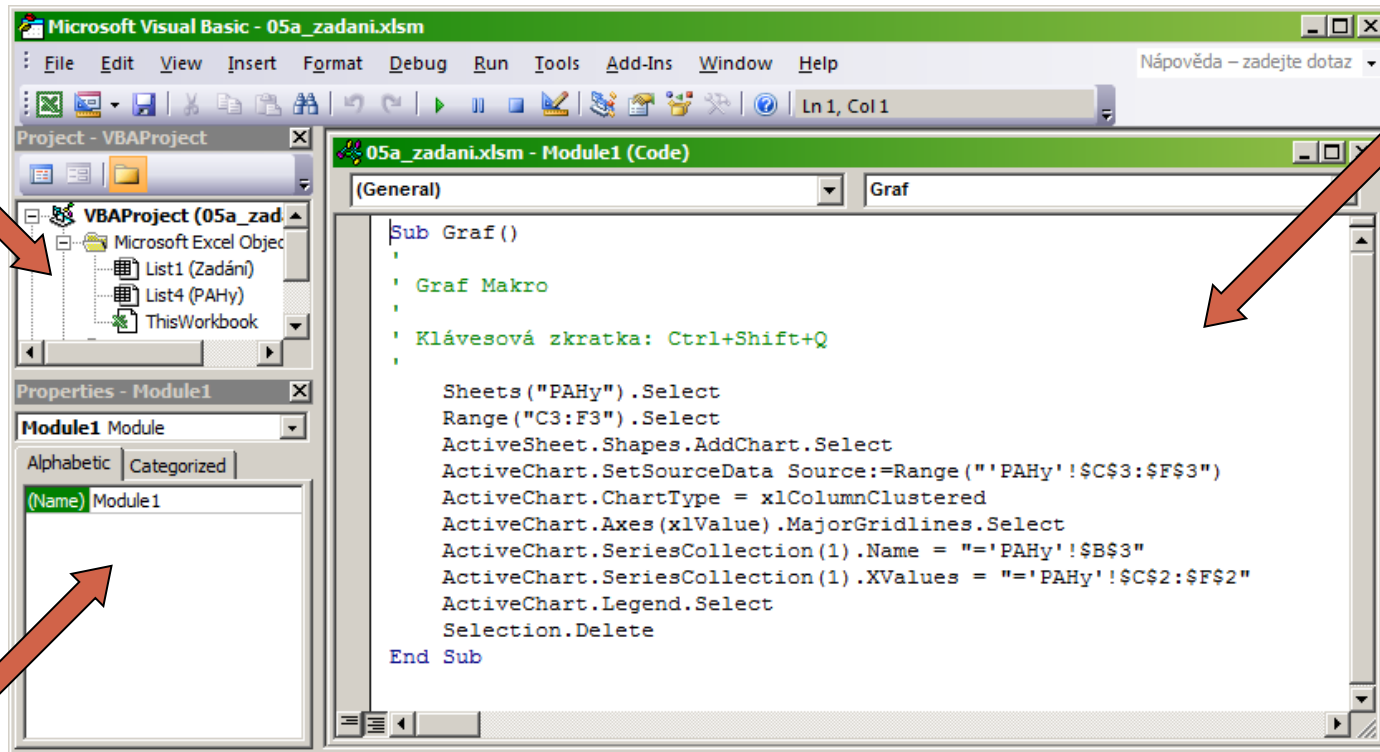 Microsoft Visual Basic - 05a_zadani.xlsm
File Edit View Insert Format Debug Run Tools Add-Ins Window Help Nápověda – zadejte dotaz
Ln 1, Col 1
Project - VBAProject
VBAProject (05a_zad
Microsoft Excel Objec
List1 (Zadání)
List4 (PAHy)
ThisWorkbook
Properties - Module1
Module1 Module
Alphabetic Categorized
(Name) Module1
05a_zadani.xlsm - Module1 (Code)
(General) Graf
Sub Graf()
'
' Graf Makro
'
' Klávesová zkratka: Ctrl+Shift+Q
'
Sheets("PAHy").Select
Range("C3:F3").Select
ActiveSheet.Shapes.AddChart.Select
ActiveChart.SetSourceData Source:=Range("'PAHy'!$C$3:$F$3")
ActiveChart.ChartType = xlColumnClustered
ActiveChart.Axes(xlValue).MajorGridlines.Select
ActiveChart.SeriesCollection(1).Name = "='PAHy'!$B$3"
ActiveChart.SeriesCollection(1).XValues = "='PAHy'!$C$2:$F$2"
ActiveChart.Legend.Select
Selection.Delete
End Sub